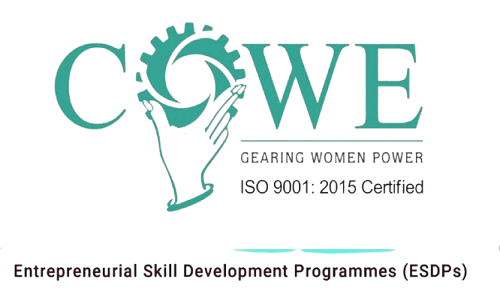 COWE
GEARING WOMEN POWER
ISO 9001: 2015 Certified
Entrepreneurial Skill Development Programmes (ESDPs)